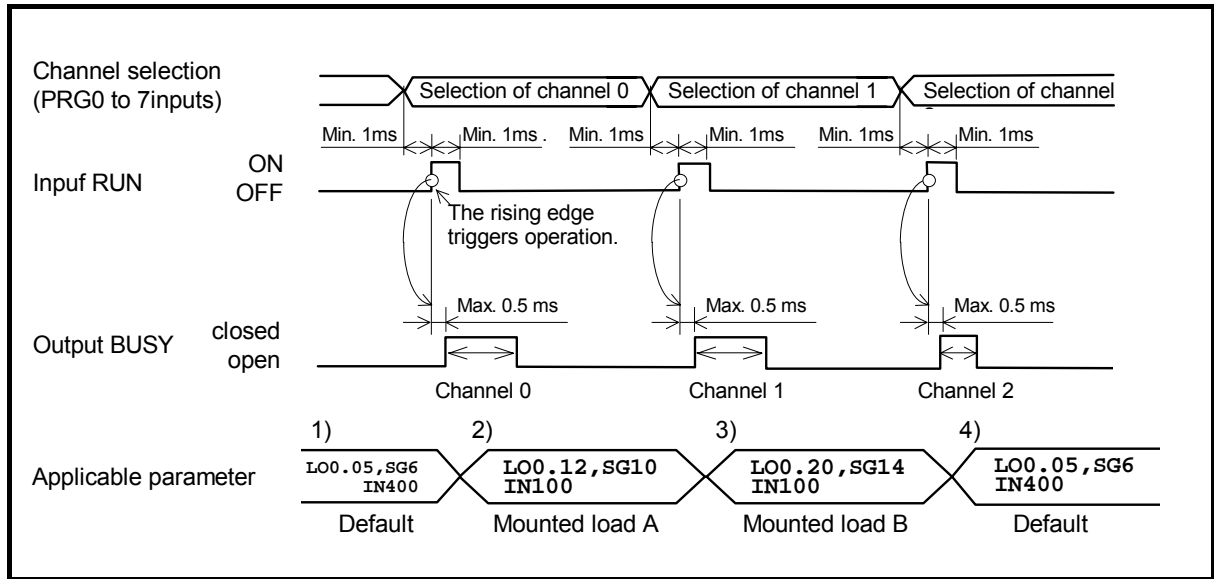 Channel selection
(PRG0 to 7inputs)
Selection of channel 0
Selection of channel 1
Selection of channel
Min. 1ms
Min. 1ms .
Min. 1ms
Min. 1ms
Min. 1ms
Min. 1ms
Inpuf RUN
ON
OFF
The rising edge
triggers operation.
Max. 0.5 ms
Max. 0.5 ms
Max. 0.5 ms
Output BUSY
closed
open
Channel 0
Channel 1
Channel 2
1)
2)
3)
4)
Applicable parameter
LO0.05,SG6
IN400
LO0.12,SG10
IN100
LO0.20,SG14
IN100
LO0.05,SG6
IN400
Default
Mounted load A
Mounted load B
Default